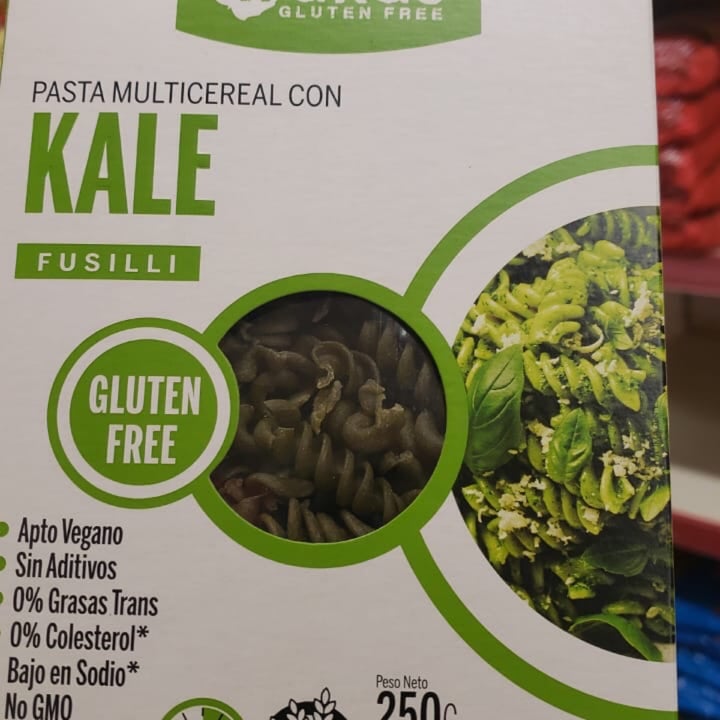 GLUTEN FREE
PASTA MULTICEREAL CON
KALE
FUSILLI
GLUTEN
FREE
Apto Vegano
Sin Aditivos
0% Grasas Trans
0% Colesterol*
Bajo en Sodio*
No GMO
Peso Neto
250G